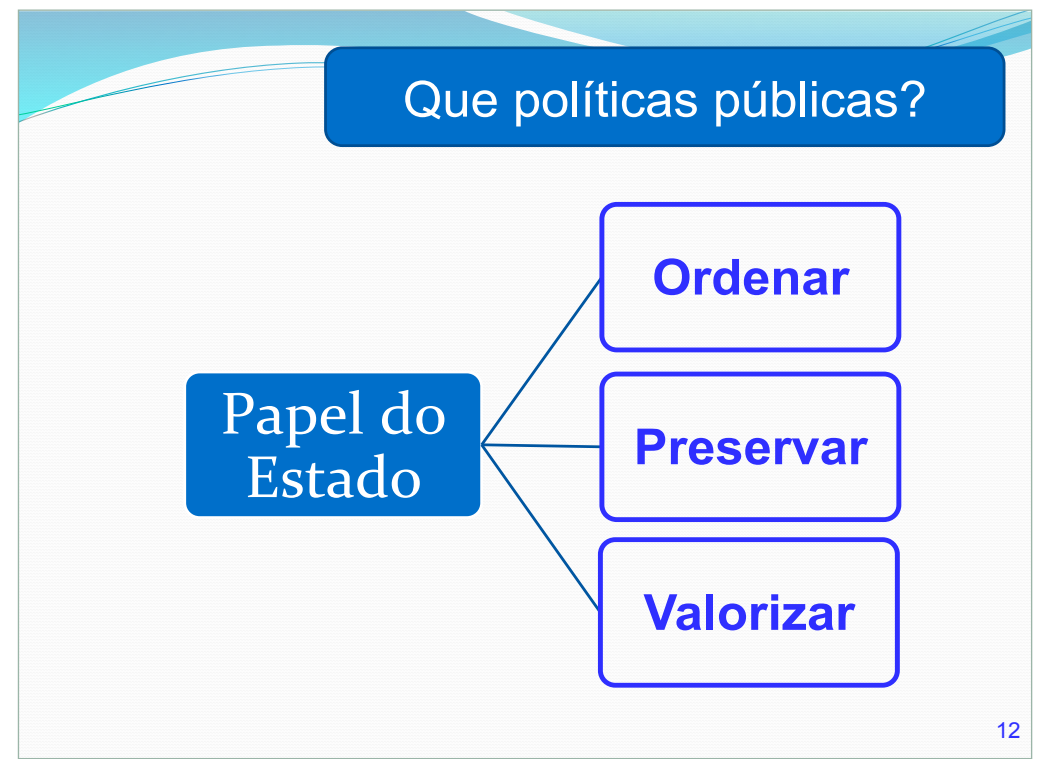 Que políticas públicas?
Ordenar
Papel do
Estado
Preservar
Valorizar
12